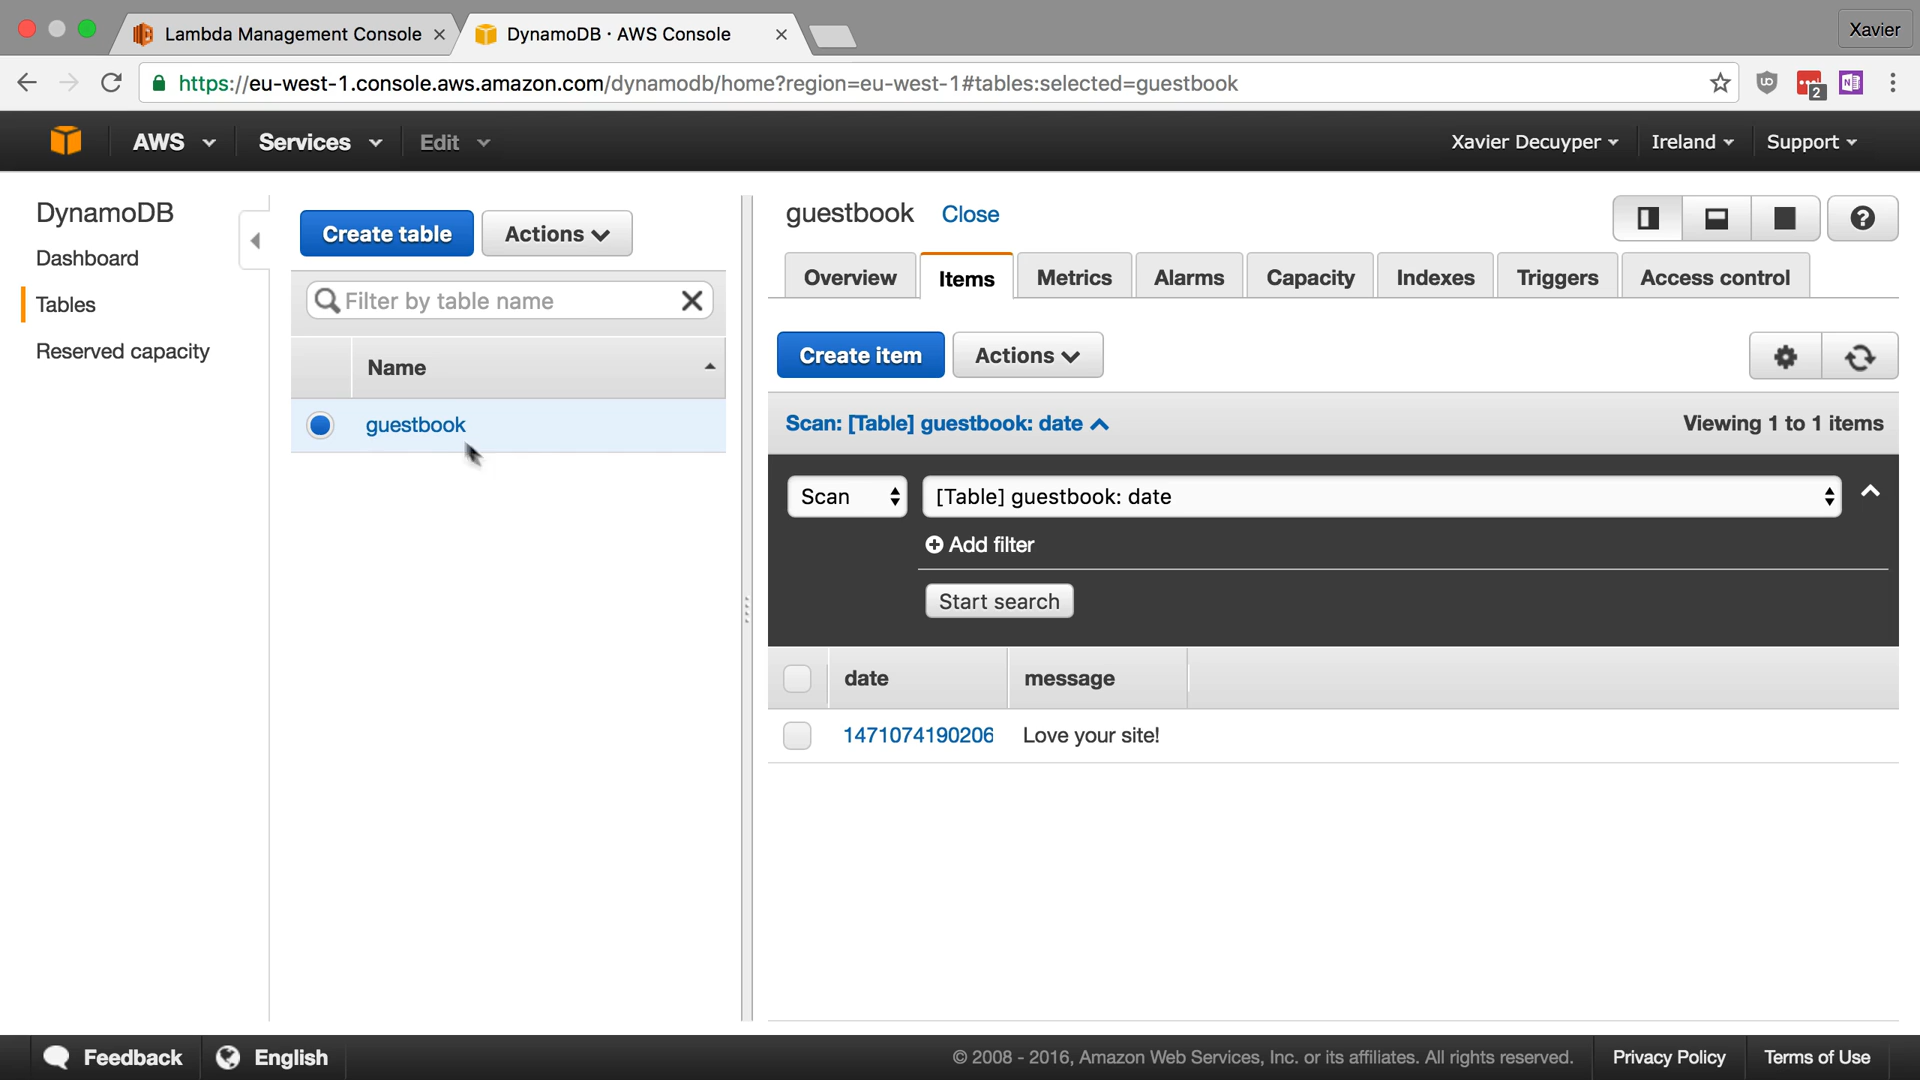 Lambda Management Console
DynamoDB · AWS Console
Xavier
https://eu-west-1.console.aws.amazon.com/dynamodb/home?region=eu-west-1#tables:selected=guestbook
2
AWS
Services
Edit
Xavier Decuyper
Ireland
Support
DynamoDB
Dashboard
Tables
Reserved capacity
Create table
Actions
Filter by table name
Name
guestbook
guestbook
Close
Overview
Items
Metrics
Alarms
Capacity
Indexes
Triggers
Access control
Create item
Actions
Scan: [Table] guestbook: date
Viewing 1 to 1 items
Scan
[Table] guestbook: date
Add filter
Start search
date
message
1471074190206
Love your site!
Feedback
English
© 2008 - 2016, Amazon Web Services, Inc. or its affiliates. All rights reserved.
Privacy Policy
Terms of Use